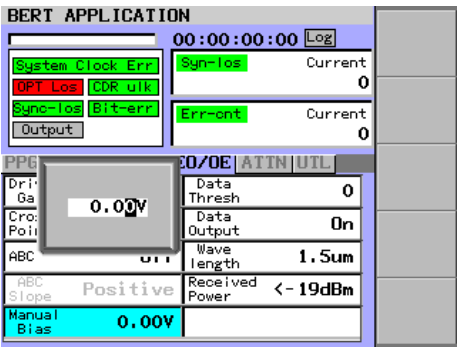 BERT APPLICATION
00:00:00:00 Log
System Clock Err
OPT Los CDR ulk
Sync-los Bit-err
Output
Syn-los Current
0
Err-cnt Current
0
PPG EO/OE ATTN UTL
Data Thresh 0
Data Output On
ABC Off
Wave length 1.5um
ABC Slope Positive
Received Power <-19dBm
Manual Bias 0.00V
0.00V